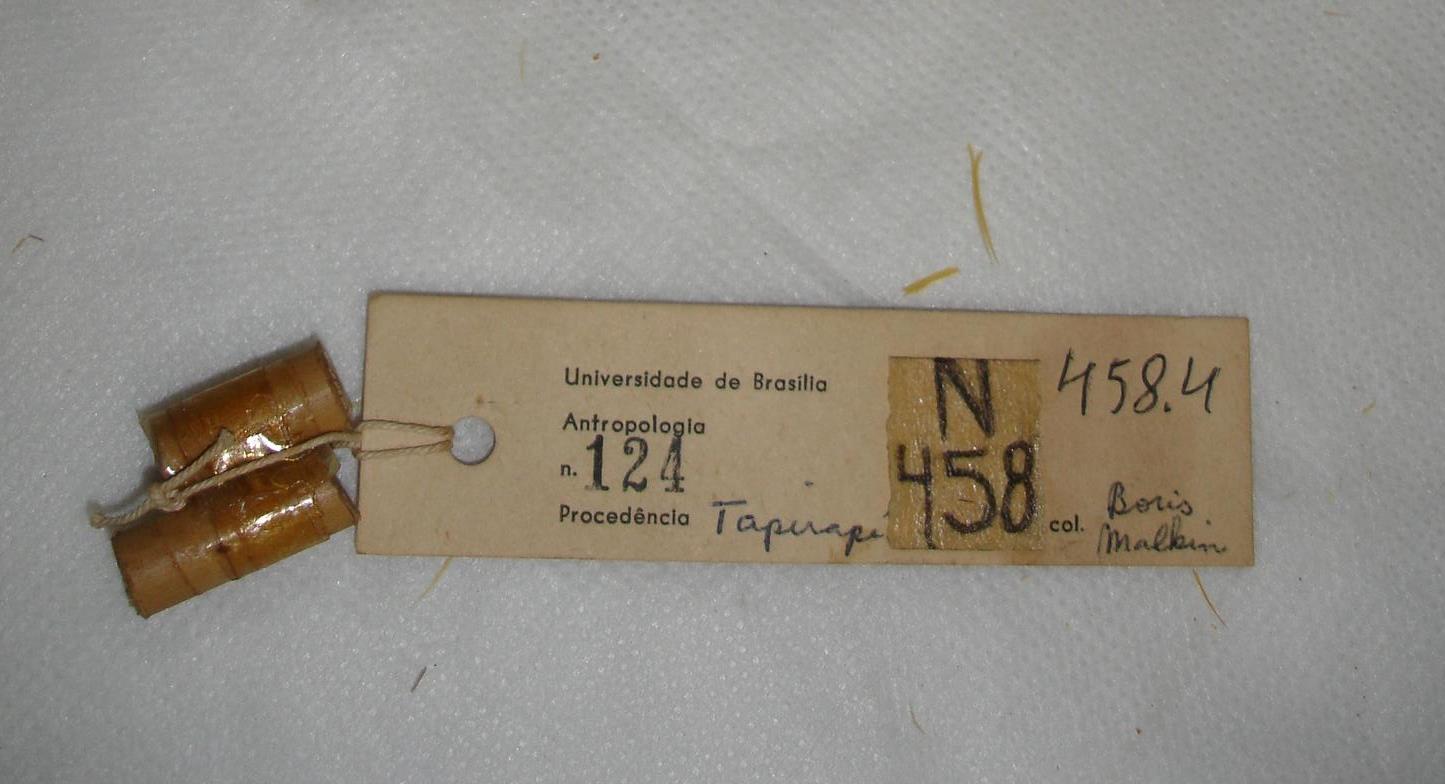 Universidade de Brasília
Antropologia
n. 124
Procedência Tapirapé
N
458
458.4
col. Boris
Malkin